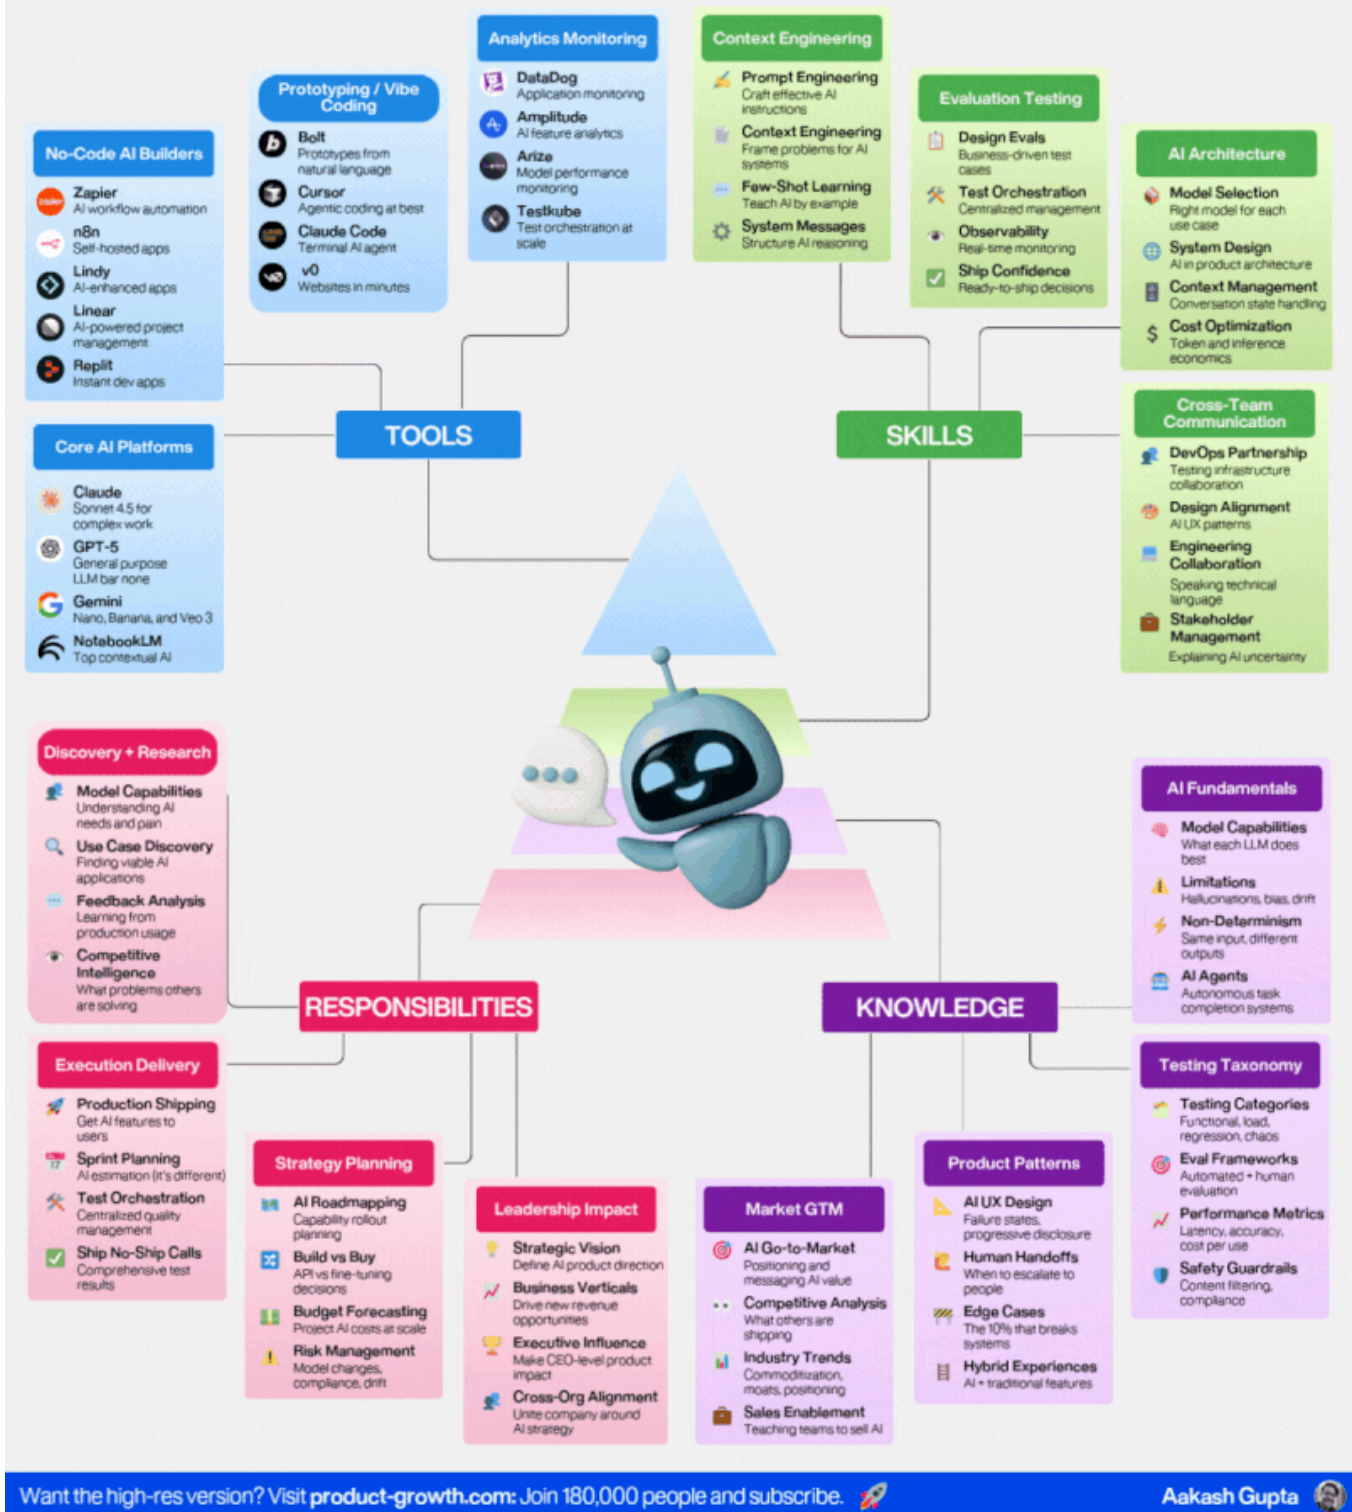 Analytics Monitoring
DataDog
Application monitoring
Amplitude
AI feature analytics
Arize
Model performance
monitoring
Testkube
Test orchestration at
scale
Context Engineering
Prompt Engineering
Craft effective AI
instructions
Context Engineering
Frame problems for AI
systems
Few-Shot Learning
Teach AI by example
System Messages
Structure AI reasoning
Prototyping / Vibe
Coding
Bolt
Prototypes from
natural language
Cursor
Agentic coding at best
Claude Code
Terminal AI agent
v0
Websites in minutes
Evaluation Testing
Design Evals
Business-driven test
cases
Test Orchestration
Centralized management
Observability
Real-time monitoring
Ship Confidence
Ready-to-ship decisions
No-Code AI Builders
Zapier
AI workflow automation
n8n
Self-hosted apps
Lindy
AI-enhanced apps
Linear
AI-powered project
management
Replit
Instant dev apps
AI Architecture
Model Selection
Right model for each
use case
System Design
AI in product architecture
Context Management
Conversation state handling
Cost Optimization
Token and inference
economics
TOOLS
SKILLS
Core AI Platforms
Claude
Sonnet 4.5 for
complex work
GPT-5
General purpose
LLM bar none
Gemini
Nano, Banana, and Veo 3
NotebookLM
Top contextual AI
Cross-Team
Communication
DevOps Partnership
Testing infrastructure
collaboration
Design Alignment
AI UX patterns
Engineering
Collaboration
Speaking technical
language
Stakeholder
Management
Explaining AI uncertainty
Discovery + Research
Model Capabilities
Understanding AI
needs and pain
Use Case Discovery
Finding viable AI
applications
Feedback Analysis
Learning from
production usage
Competitive
Intelligence
What problems others
are solving
AI Fundamentals
Model Capabilities
What each LLM does
best
Limitations
Hallucinations, bias, drift
Non-Determinism
Same input, different
outputs
AI Agents
Autonomous task
completion systems
RESPONSIBILITIES
KNOWLEDGE
Execution Delivery
Production Shipping
Get AI features to
users
Sprint Planning
AI estimation (it's different)
Test Orchestration
Centralized quality
management
Ship No-Ship Calls
Comprehensive test
results
Strategy Planning
AI Roadmapping
Capability rollout
planning
Build vs Buy
API vs fine-tuning
decisions
Budget Forecasting
Project AI costs at scale
Risk Management
Model changes,
compliance, drift
Leadership Impact
Strategic Vision
Define AI product direction
Business Verticals
Drive new revenue
opportunities
Executive Influence
Make CEO-level product
impact
Cross-Org Alignment
Unite company around
AI strategy
Market GTM
AI Go-to-Market
Positioning and
messaging AI value
Competitive Analysis
What others are
shipping
Industry Trends
Commoditization,
moats, positioning
Sales Enablement
Teaching teams to sell AI
Product Patterns
AI UX Design
Failure states,
progressive disclosure
Human Handoffs
When to escalate to
people
Edge Cases
The 10% that breaks
systems
Hybrid Experiences
AI + traditional features
Testing Taxonomy
Testing Categories
Functional, load,
regression, chaos
Eval Frameworks
Automated + human
evaluation
Performance Metrics
Latency, accuracy,
cost per use
Safety Guardrails
Content filtering,
compliance
Want the high-res version? Visit product-growth.com: Join 180,000 people and subscribe.
Aakash Gupta